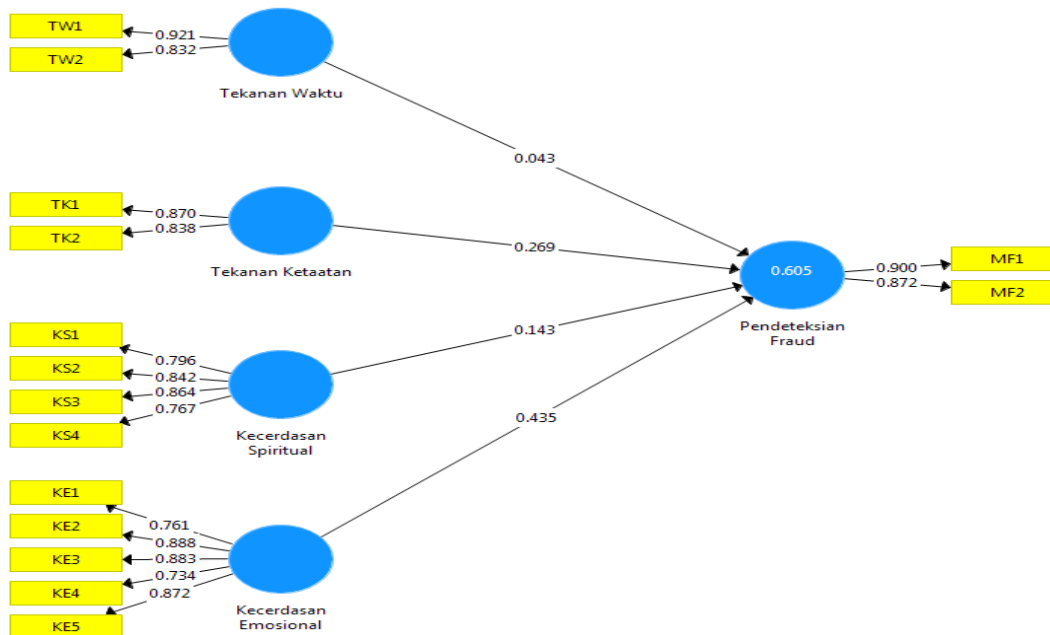 TW1
0.921
TW2
0.832
Tekanan Waktu
0.043
TK1
0.870
TK2
0.838
Tekanan Ketaatan
0.269
KS1
0.796
KS2
0.842
KS3
0.864
KS4
0.767
Kecerdasan
Spiritual
0.143
KE1
0.761
KE2
0.888
KE3
0.883
KE4
0.734
KE5
0.872
Kecerdasan
Emosional
0.435
0.605
Pendeteksian
Fraud
0.900
MF1
0.872
MF2